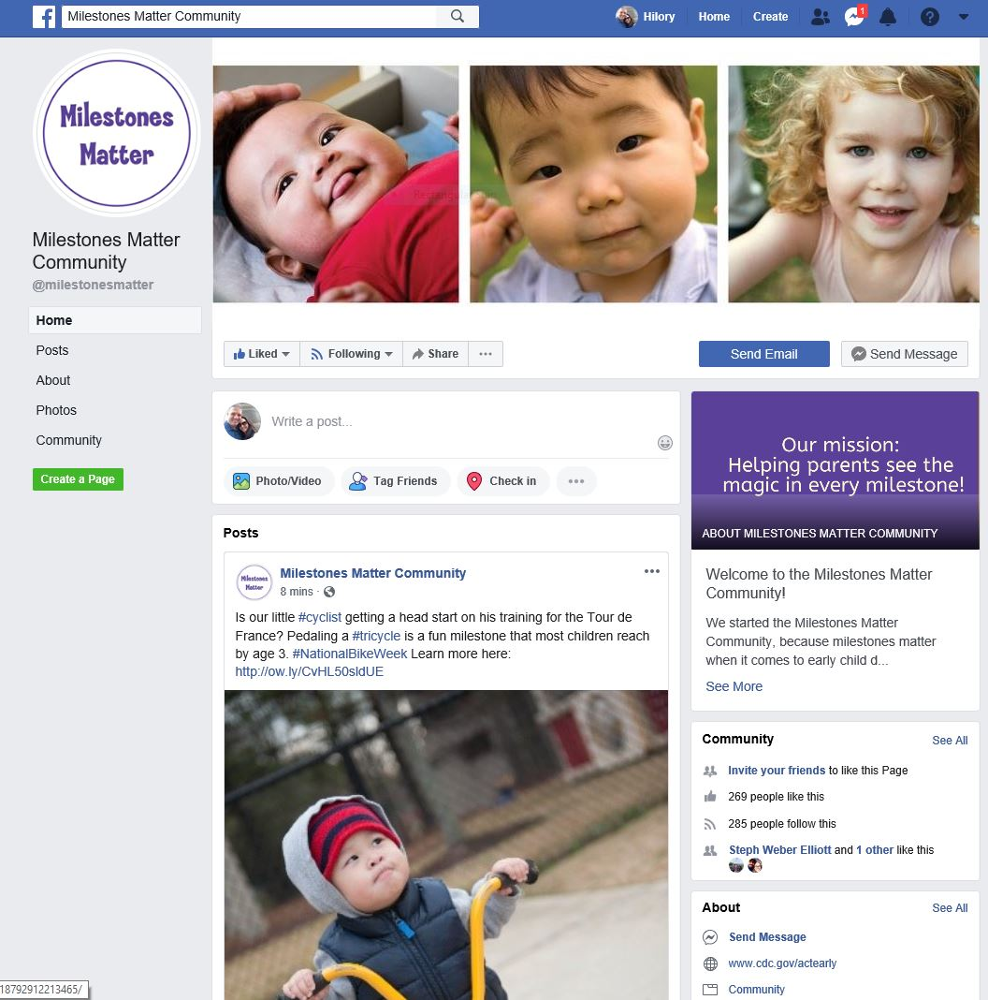 Milestones Matter Community
Hilory
Home
Create
1
Milestones
Matter
Milestones Matter
Community
@milestonesmatter
Home
Posts
About
Photos
Community
Create a Page
Liked
Following
Share
Send Email
Send Message
Write a post...
Photo/Video
Tag Friends
Check in
Posts
Milestones
Matter
Milestones Matter Community
8 mins ·
Is our little #cyclist getting a head start on his training for the Tour de
France? Pedaling a #tricycle is a fun milestone that most children reach
by age 3. #NationalBikeWeek Learn more here:
http://ow.ly/CvHL50sldUE
Our mission:
Helping parents see the
magic in every milestone!
ABOUT MILESTONES MATTER COMMUNITY
Welcome to the Milestones Matter
Community!
We started the Milestones Matter
Community, because milestones matter
when it comes to early child d...
See More
Community
See All
Invite your friends to like this Page
269 people like this
285 people follow this
Steph Weber Elliott and 1 other like this
About
See All
Send Message
www.cdc.gov/actearly
Community
18792912213465/